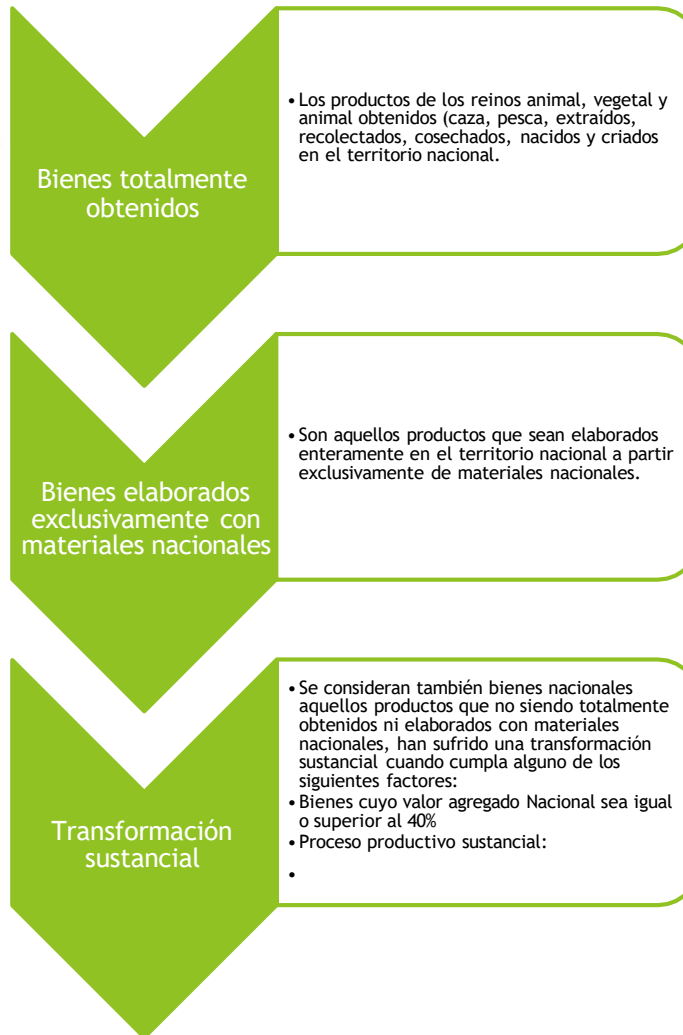 Bienes totalmente
obtenidos
• Los productos de los reinos animal, vegetal y
animal obtenidos (caza, pesca, extraídos,
recolectados, cosechados, nacidos y criados
en el territorio nacional.
Bienes elaborados
exclusivamente con
materiales nacionales
• Son aquellos productos que sean elaborados
enteramente en el territorio nacional a partir
exclusivamente de materiales nacionales.
Transformación
sustancial
• Se consideran también bienes nacionales
aquellos productos que no siendo totalmente
obtenidos ni elaborados con materiales
nacionales, han sufrido una transformación
sustancial cuando cumpla alguno de los
siguientes factores:
• Bienes cuyo valor agregado Nacional sea igual
o superior al 40%
• Proceso productivo sustancial:
•